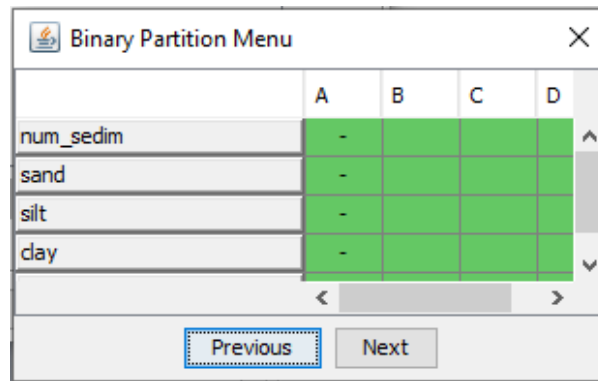 Binary Partition Menu
A B C D
num_sedim -
sand -
silt -
clay -
Previous Next